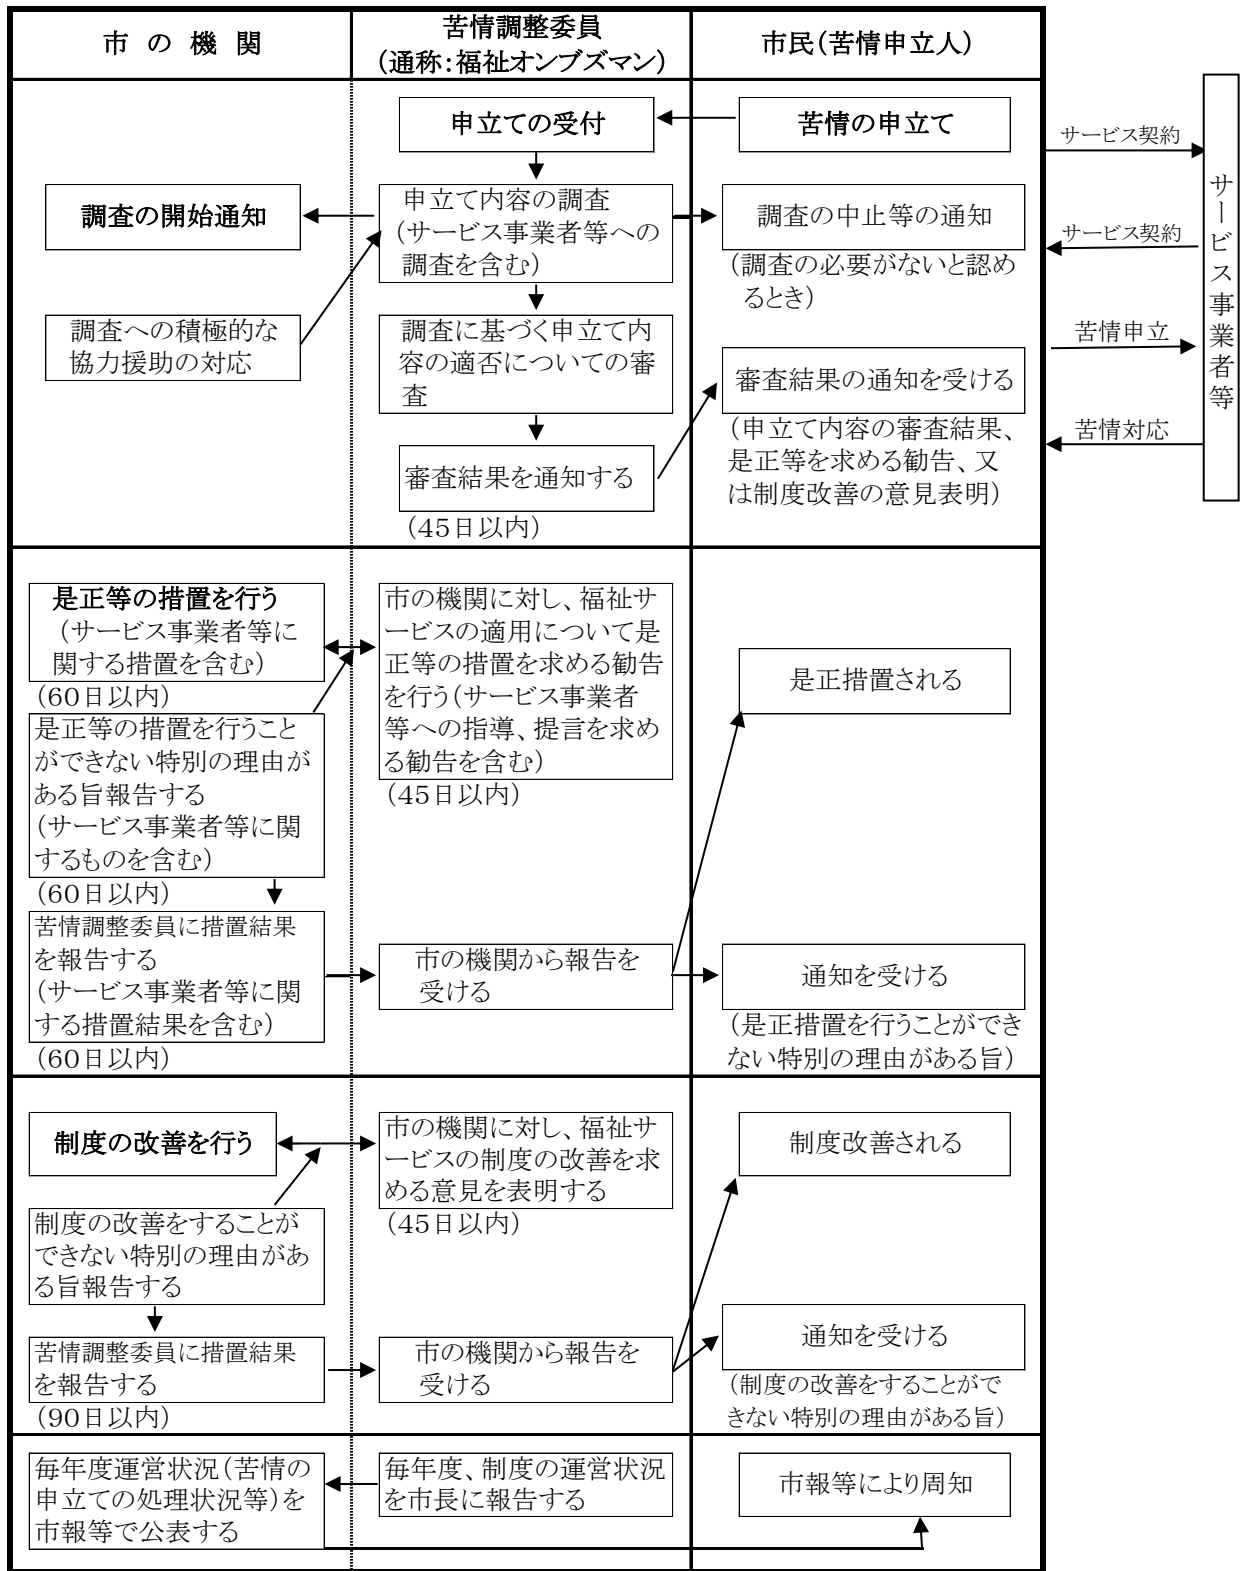 市の機関
苦情調整委員
(通称:福祉オンブズマン)
市民(苦情申立人)
申立ての受付
苦情の申立て
調査の開始通知
申立て内容の調査
(サービス事業者等への
調査を含む)
調査の中止等の通知
(調査の必要がないと認め
るとき)
調査への積極的な
協力援助の対応
調査に基づく申立て内
容の適否についての審
査
審査結果の通知を受ける
(申立て内容の審査結果、
是正等を求める勧告、又
は制度改善の意見表明)
審査結果を通知する
(45日以内)
サービス契約
サービス契約
苦情申立
苦情対応
サービス事業者等
是正等の措置を行う
(サービス事業者等に
関する措置を含む)
(60日以内)
是正等の措置を行うこと
ができない特別の理由が
ある旨報告する
(サービス事業者等に関
するものを含む)
(60日以内)
苦情調整委員に措置結果
を報告する
(サービス事業者等に関
する措置結果を含む)
(60日以内)
市の機関に対し、福祉サ
ービスの適用について是
正等の措置を求める勧告
を行う(サービス事業者
等への指導、提言を求め
る勧告を含む)
(45日以内)
市の機関から報告を
受ける
是正措置される
通知を受ける
(是正措置を行うことができ
ない特別の理由がある旨)
制度の改善を行う
制度の改善をすることが
できない特別の理由があ
る旨報告する
苦情調整委員に措置結果
を報告する
(90日以内)
市の機関に対し、福祉サ
ービスの制度の改善を求
める意見を表明する
(45日以内)
市の機関から報告を
受ける
制度改善される
通知を受ける
(制度の改善をすることがで
きない特別の理由がある旨)
毎年度運営状況(苦情の
申立ての処理状況等)を
市報等で公表する
毎年度、制度の運営状況
を市長に報告する
市報等により周知